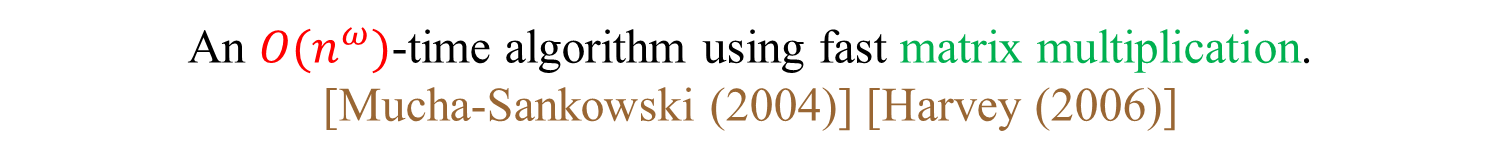 An 𝑂(𝑛^𝜔)-time algorithm using fast matrix multiplication.
[Mucha-Sankowski (2004)] [Harvey (2006)]